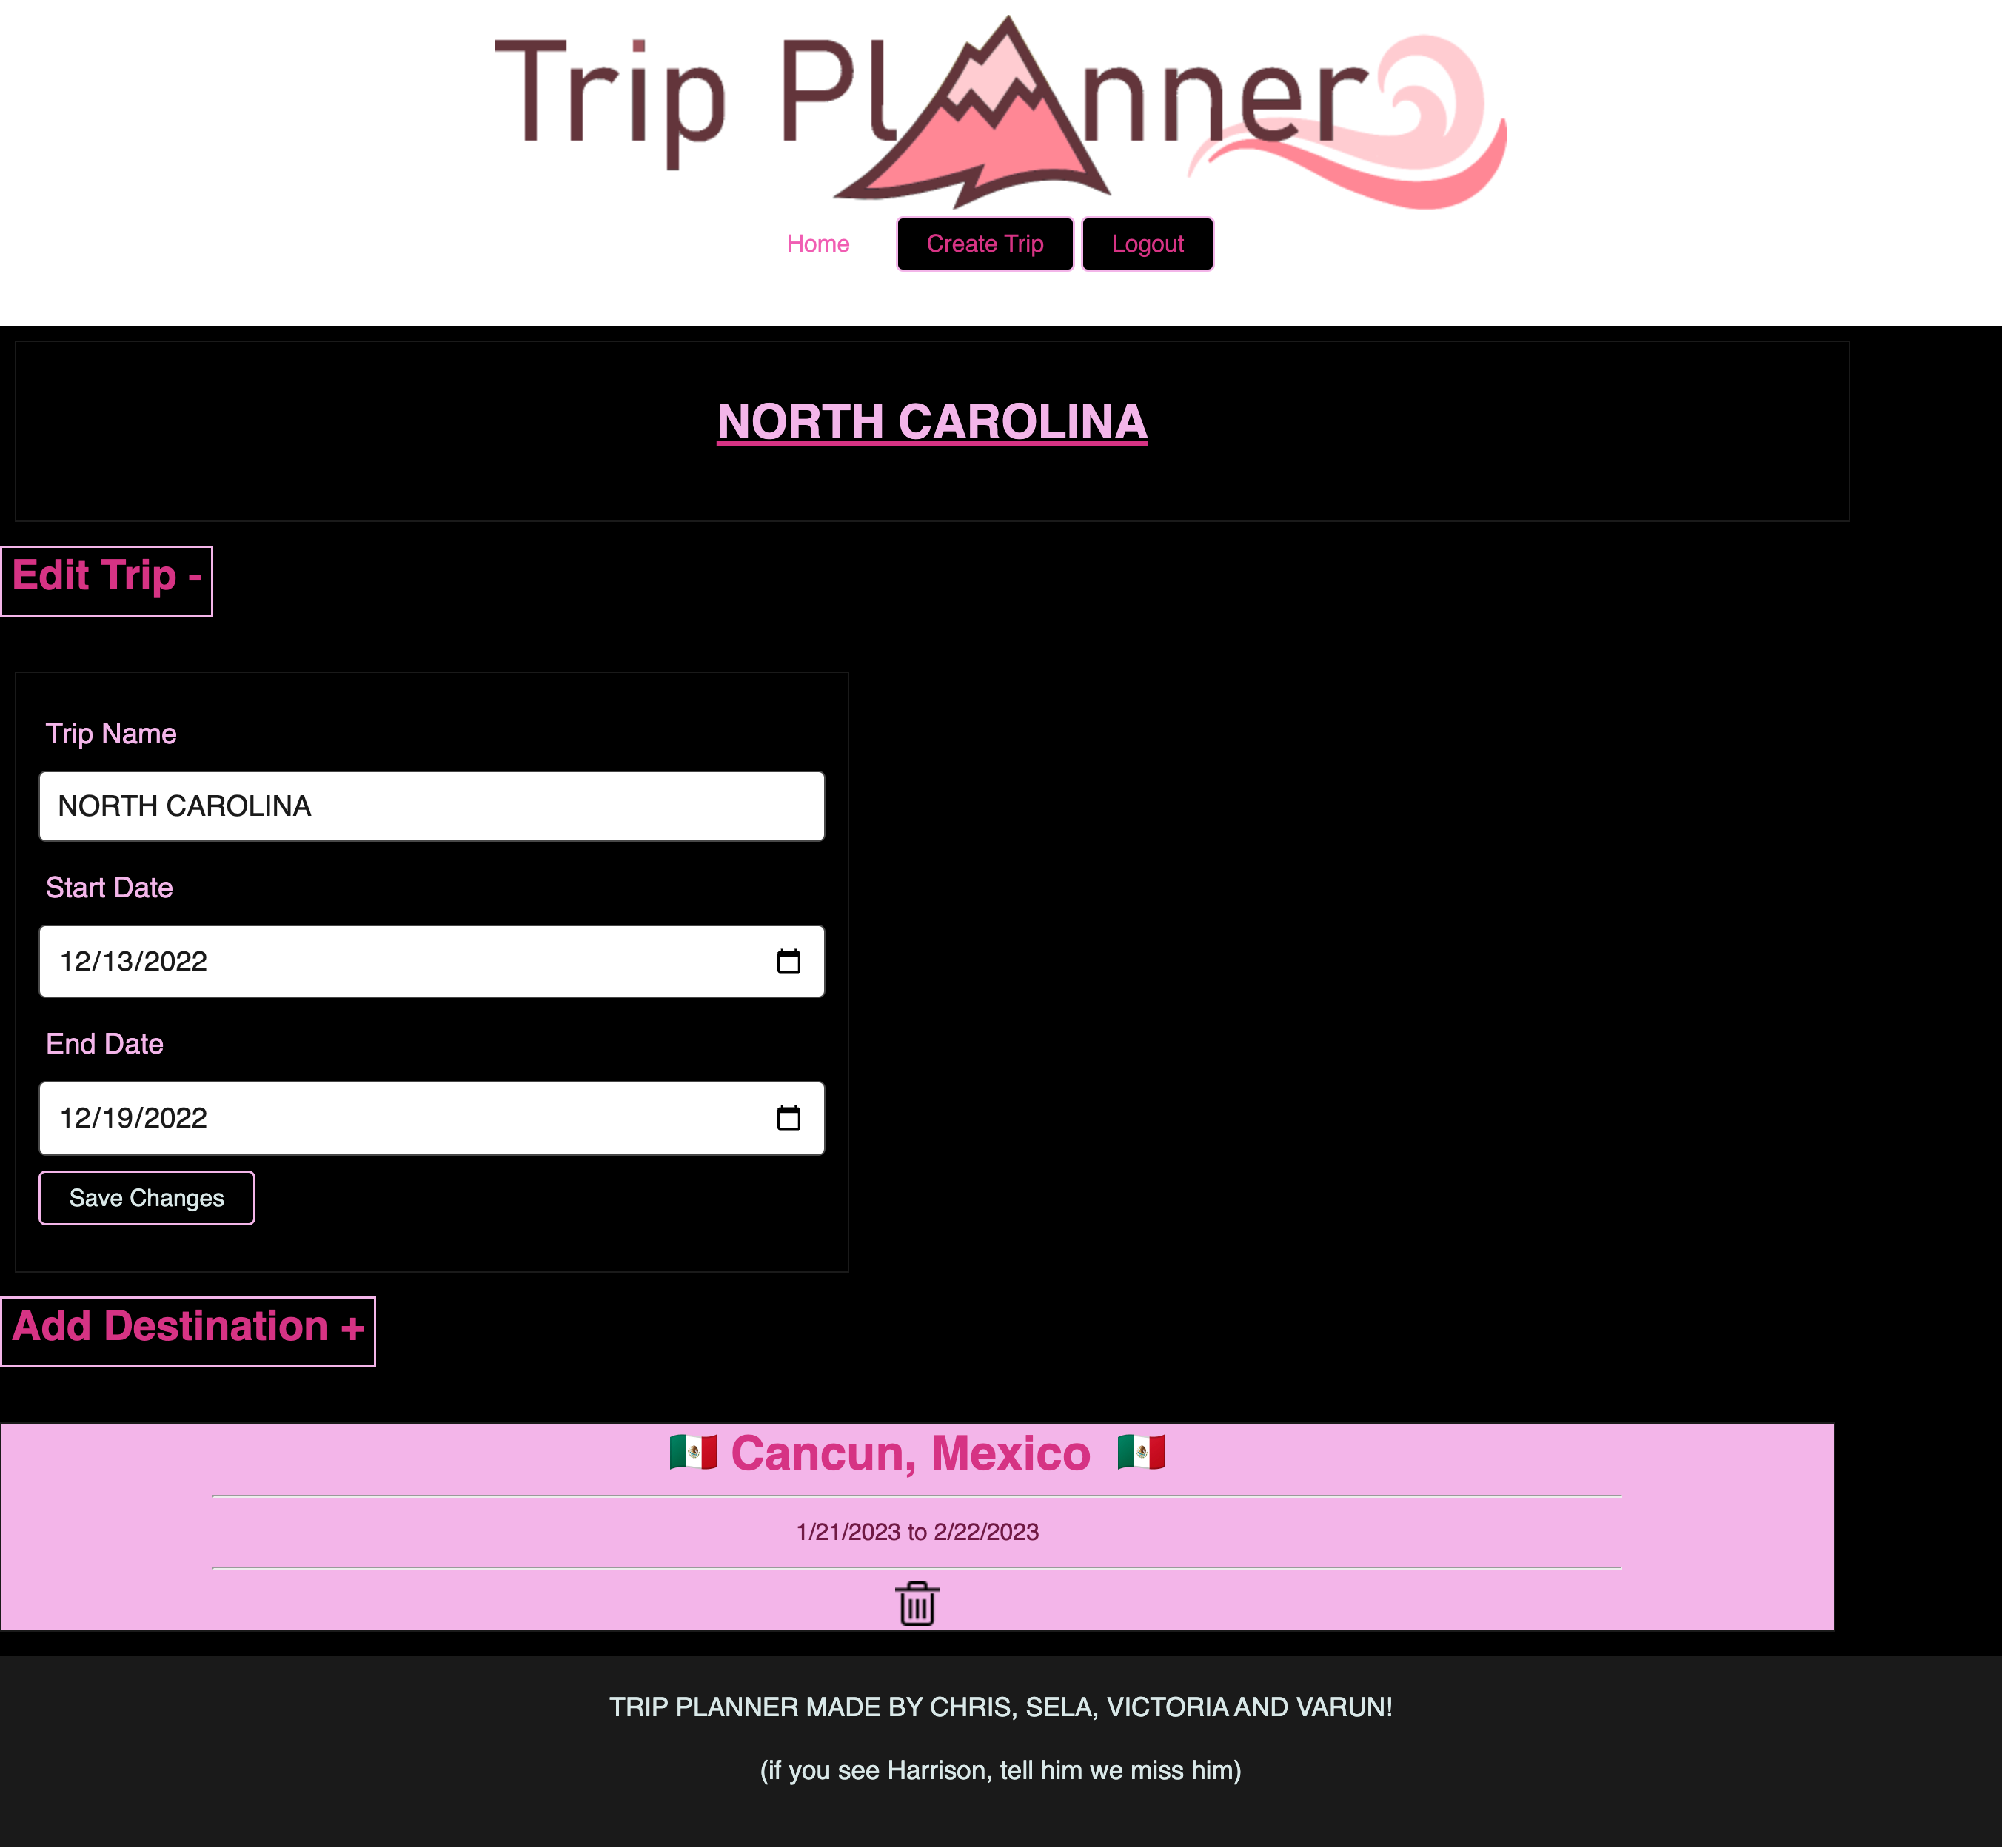 Trip Planner
Home Create Trip Logout
NORTH CAROLINA
Edit Trip -
Trip Name
NORTH CAROLINA
Start Date
12/13/2022
End Date
12/19/2022
Save Changes
Add Destination +
🇲🇽 Cancun, Mexico 🇲🇽
1/21/2023 to 2/22/2023
TRIP PLANNER MADE BY CHRIS, SELA, VICTORIA AND VARUN!
(if you see Harrison, tell him we miss him)